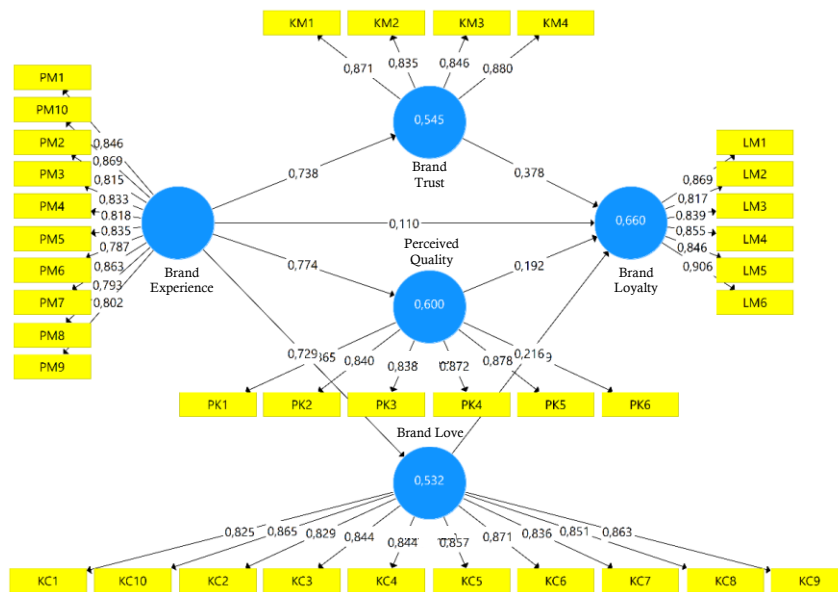 KM1
KM2
KM3
KM4
0,871
0,835
0,846
0,880
0,545
Brand
Trust
PM1
PM10
PM2
PM3
PM4
PM5
PM6
PM7
PM8
PM9
0,846
0,869
0,815
0,833
0,818
0,835
0,787
0,863
0,793
0,802
Brand
Experience
0,738
0,378
0,110
0,774
0,192
0,729
0,216
Perceived
Quality
0,600
0,660
Brand
Loyalty
LM1
LM2
LM3
LM4
LM5
LM6
0,869
0,817
0,839
0,855
0,846
0,906
0,840
0,838
0,872
0,878
PK1
PK2
PK3
PK4
PK5
PK6
Brand Love
0,532
0,825
0,865
0,829
0,844
0,844
0,857
0,871
0,836
0,851
0,863
KC1
KC10
KC2
KC3
KC4
KC5
KC6
KC7
KC8
KC9